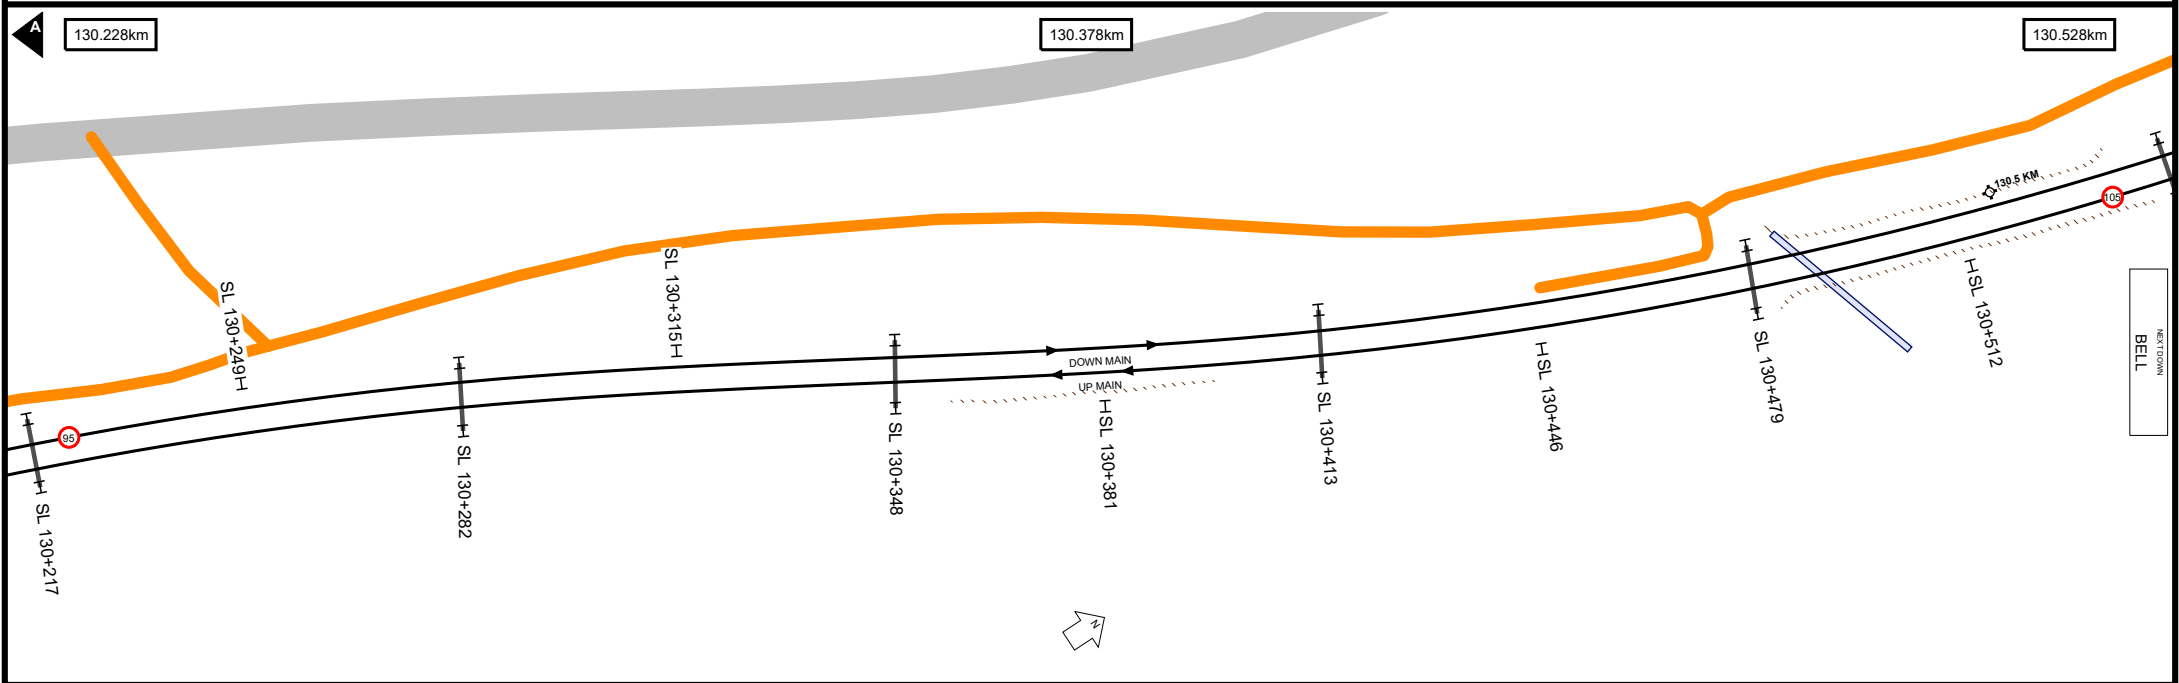 A
130.228km
130.378km
130.528km
130.5 KM
105
SL 130+249
SL 130+315
95
DOWN MAIN
UP MAIN
SL 130+217
SL 130+282
SL 130+348
SL 130+381
SL 130+413
SL 130+446
SL 130+479
SL 130+512
NEXT DOWN
BELL
N